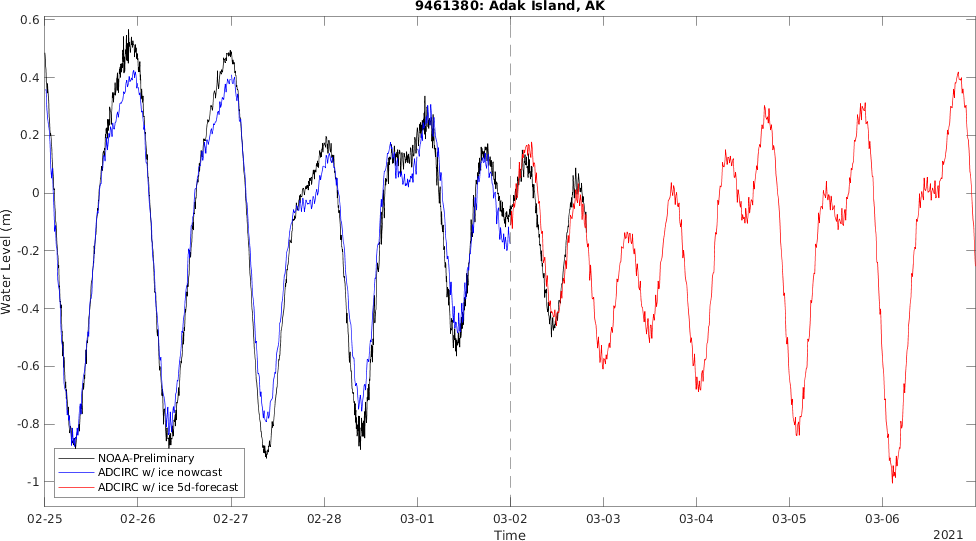 9461380: Adak Island, AK
0.6
0.4
0.2
0
-0.2
-0.4
-0.6
-0.8
-1
Water Level (m)
NOAA-Preliminary
ADCIRC w/ ice nowcast
ADCIRC w/ ice 5d-forecast
02-25 02-26 02-27 02-28 03-01 03-02 03-03 03-04 03-05 03-06
Time
2021